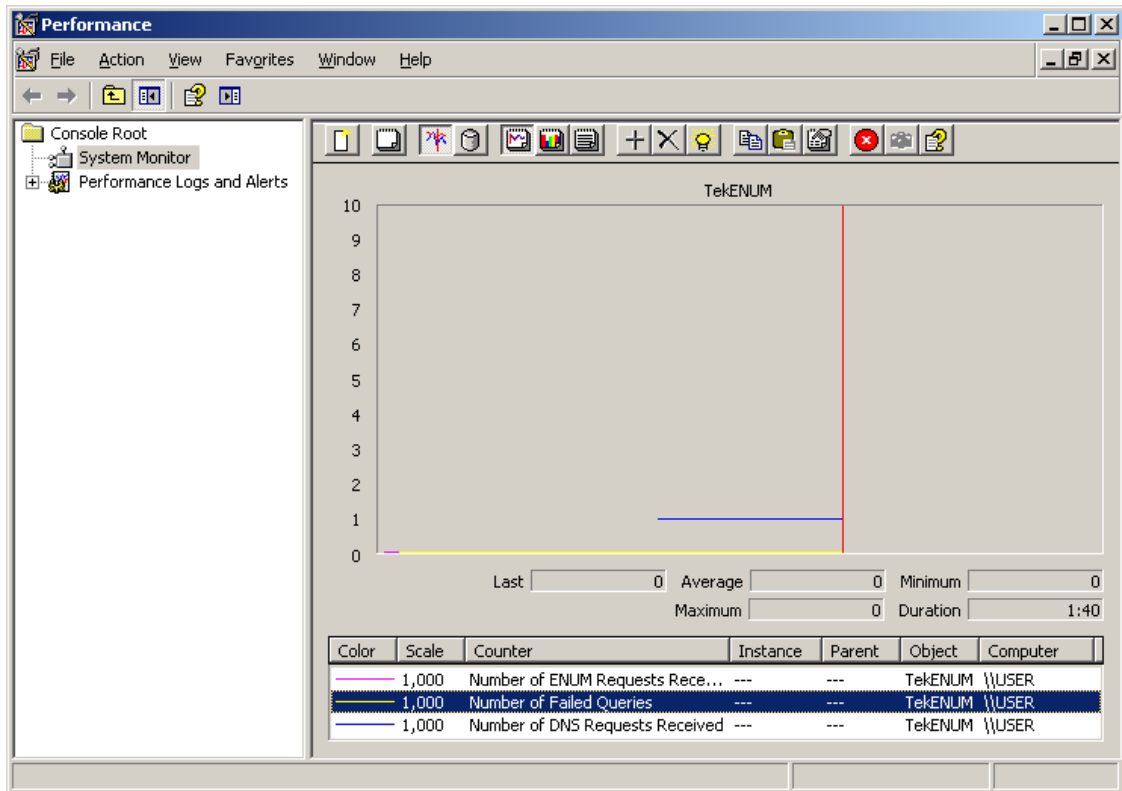 Performance
File Action View Favorites Window Help
Console Root
System Monitor
Performance Logs and Alerts
TekENUM
10
9
8
7
6
5
4
3
2
1
0
Last 0 Average 0 Minimum 0
Maximum 0 Duration 1:40
Color Scale Counter Instance Parent Object Computer
1,000 Number of ENUM Requests Rece... --- --- TekENUM \\USER
1,000 Number of Failed Queries --- --- TekENUM \\USER
1,000 Number of DNS Requests Received --- --- TekENUM \\USER